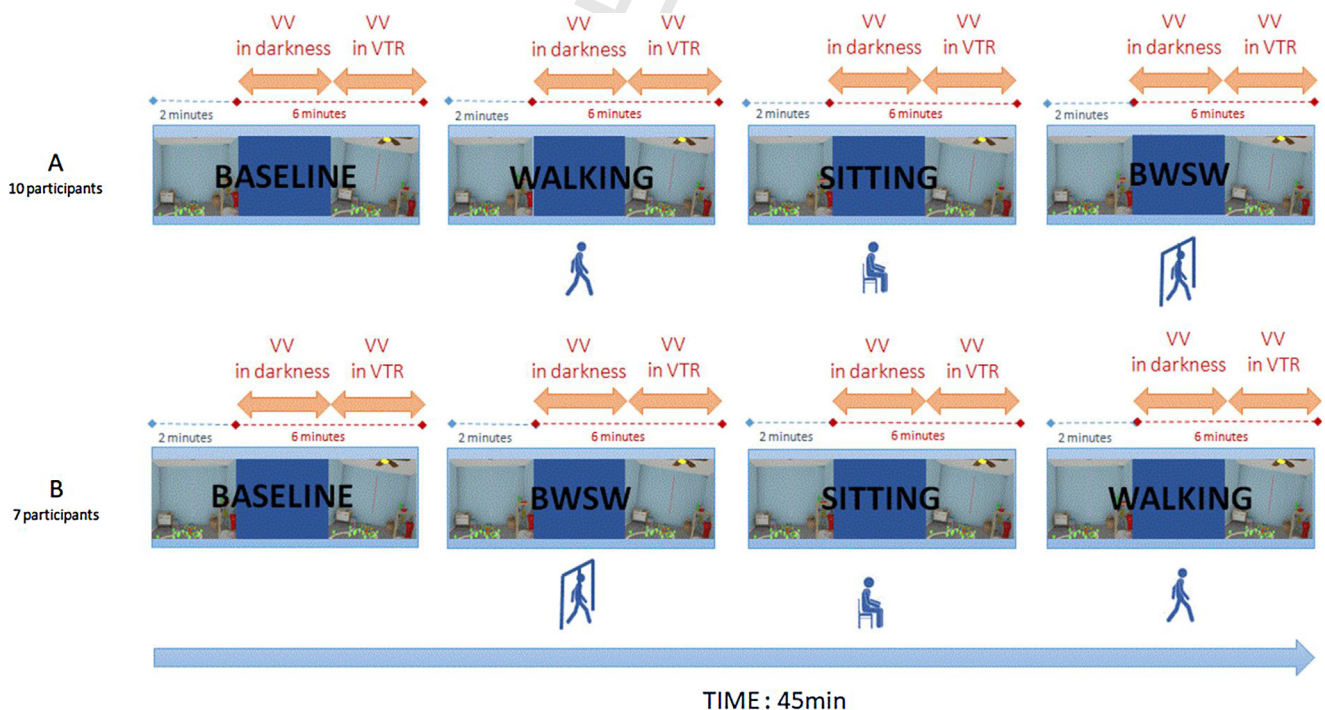 VV VV VV VV VV VV VV VV
in darkness in VTR in darkness in VTR in darkness in VTR in darkness in VTR
2 minutes 6 minutes 2 minutes 6 minutes 2 minutes 6 minutes 2 minutes 6 minutes
A
10 participants
BASELINE WALKING SITTING BWSW
VV VV VV VV VV VV VV VV
in darkness in VTR in darkness in VTR in darkness in VTR in darkness in VTR
2 minutes 6 minutes 2 minutes 6 minutes 2 minutes 6 minutes 2 minutes 6 minutes
B
7 participants
BASELINE BWSW SITTING WALKING
TIME : 45min